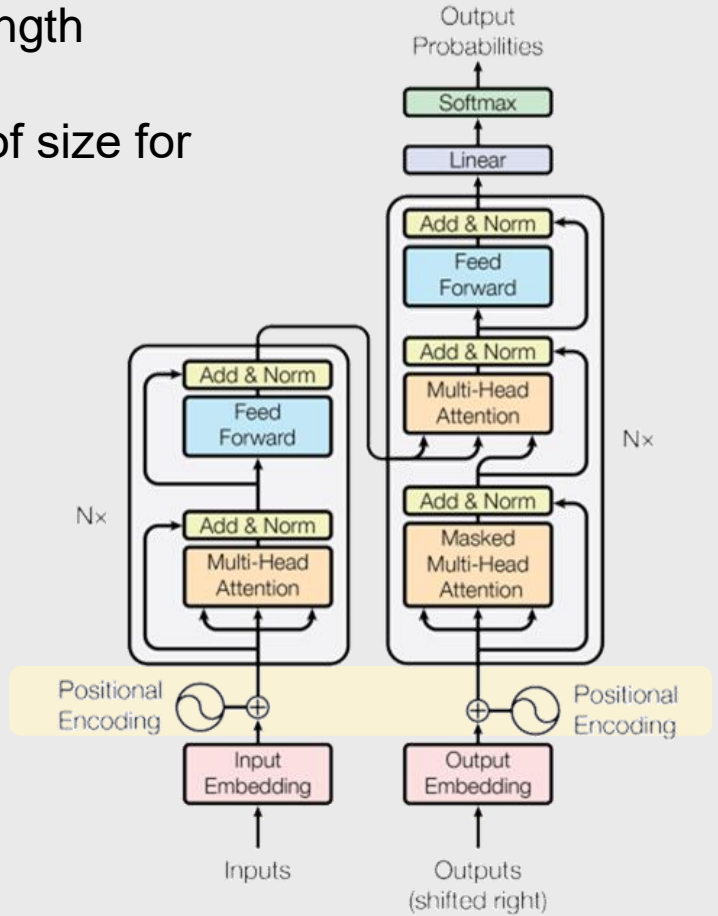 ngth
of size for
Output
Probabilities
Softmax
Linear
Add & Norm
Feed
Forward
Add & Norm
Multi-Head
Attention
Nx
Add & Norm
Masked
Multi-Head
Attention
Add & Norm
Feed
Forward
Nx
Add & Norm
Multi-Head
Attention
Positional
Encoding
Positional
Encoding
Input
Embedding
Output
Embedding
Inputs
Outputs
(shifted right)